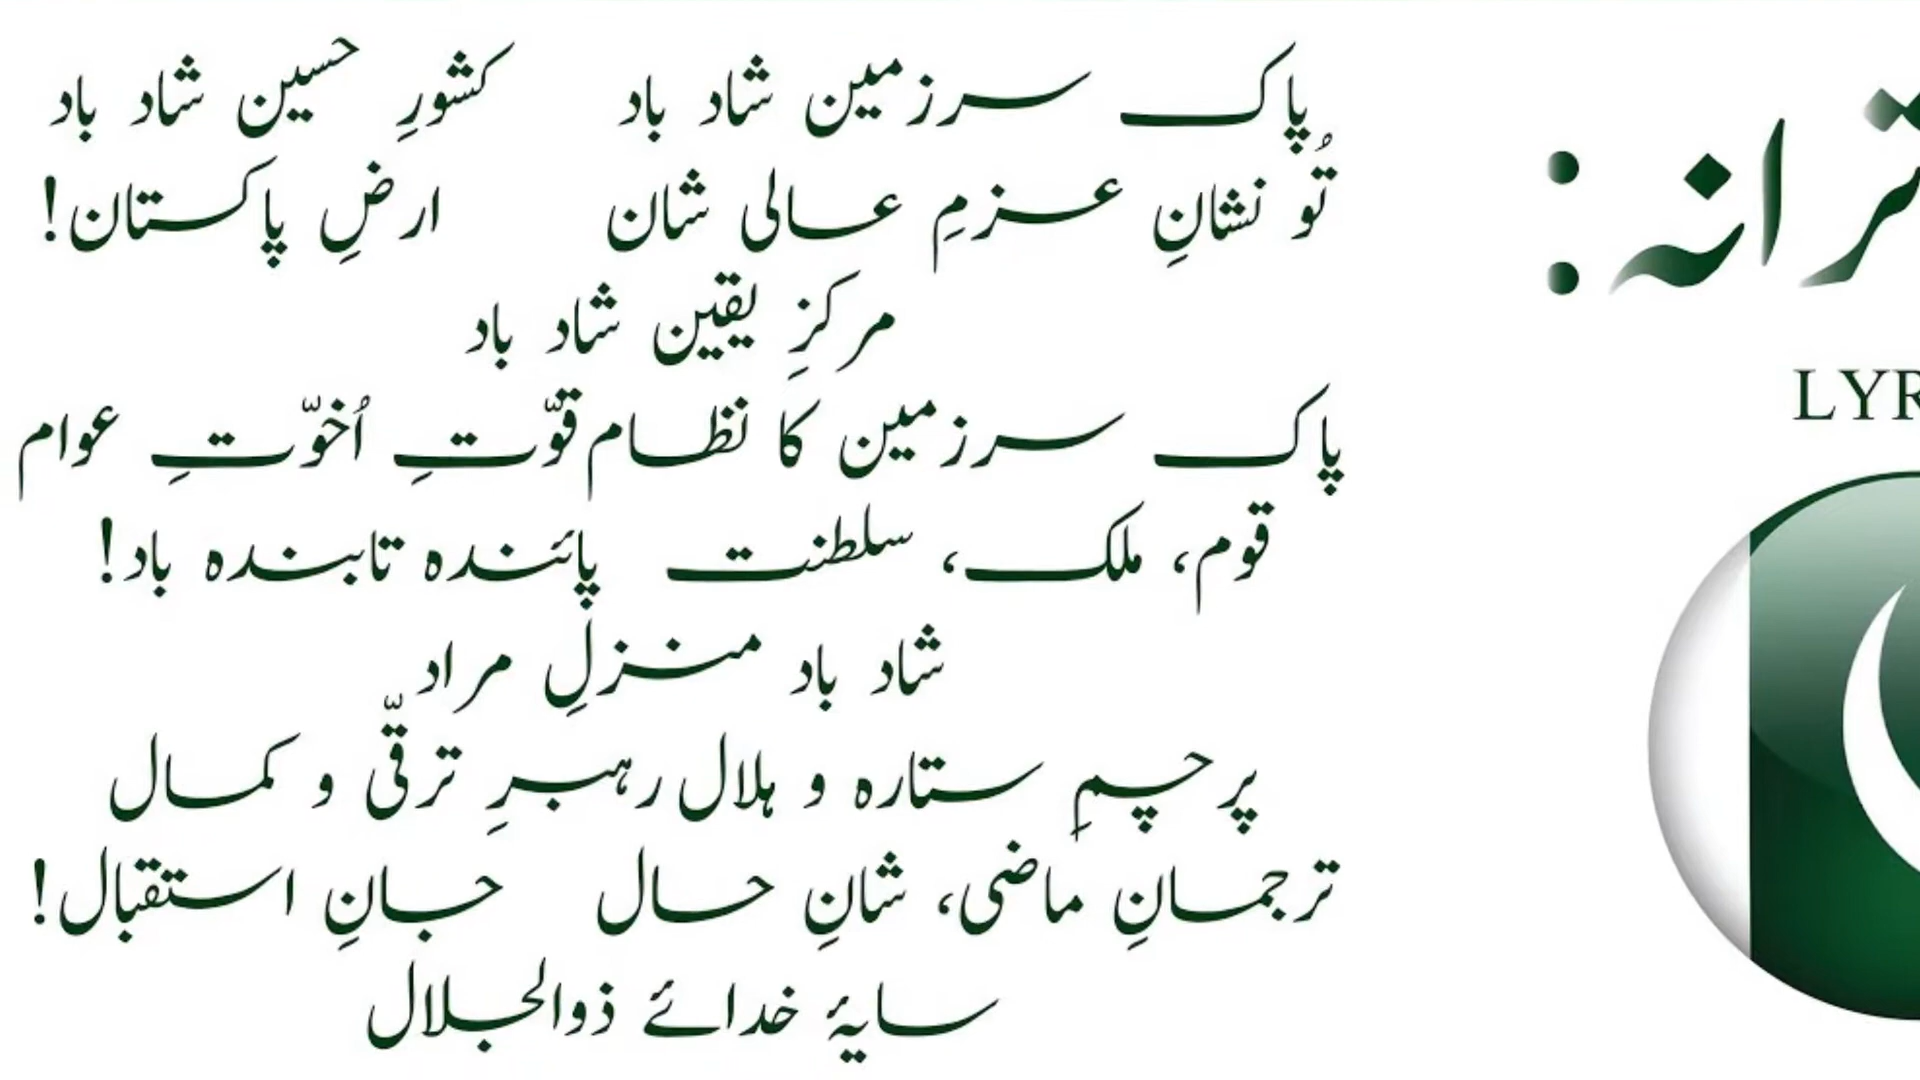 ترانہ :
LYR
پاک سرزمین شاد باد کشورِ حسین شاد باد
تُو نشانِ عزمِ عالی شان ارضِ پاکستان!
مرکزِ یقین شاد باد
پاک سرزمین کا نظام قوّتِ اُخوّتِ عوام
قوم، ملک، سلطنت پائندہ تابندہ باد!
شاد باد منزلِ مراد
پرچمِ ستارہ و ہلال رہبرِ ترقّی و کمال
ترجمانِ ماضی، شانِ حال جانِ استقبال!
سایۂ خدائے ذوالجلال